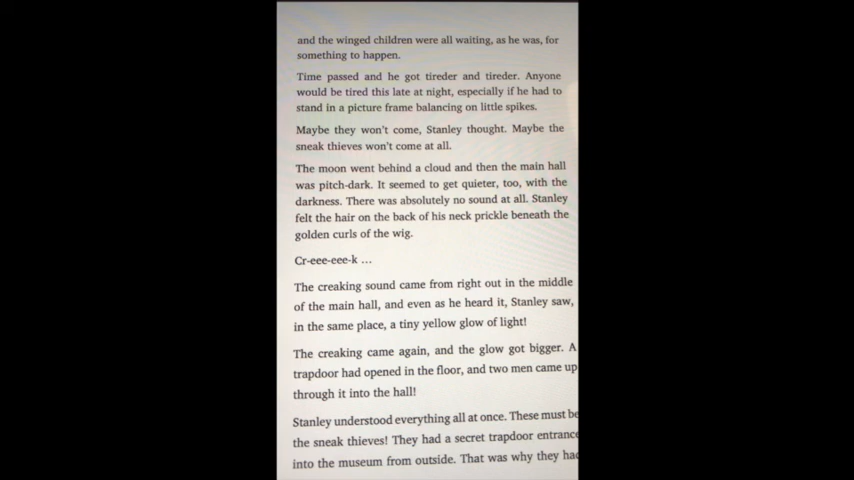 and the winged children were all waiting, as he was, for
something to happen.
Time passed and he got tireder and tireder. Anyone
would be tired this late at night, especially if he had to
stand in a picture frame balancing on little spikes.
Maybe they won't come, Stanley thought. Maybe the
sneak thieves won't come at all.
The moon went behind a cloud and then the main hall
was pitch-dark. It seemed to get quieter, too, with the
darkness. There was absolutely no sound at all. Stanley
felt the hair on the back of his neck prickle beneath the
golden curls of the wig.
Cr-eee-eee-k ...
The creaking sound came from right out in the middle
of the main hall, and even as he heard it, Stanley saw,
in the same place, a tiny yellow glow of light!
The creaking came again, and the glow got bigger. A
trapdoor had opened in the floor, and two men came up
through it into the hall!
Stanley understood everything all at once. These must be
the sneak thieves! They had a secret trapdoor entrance
into the museum from outside. That was why they had